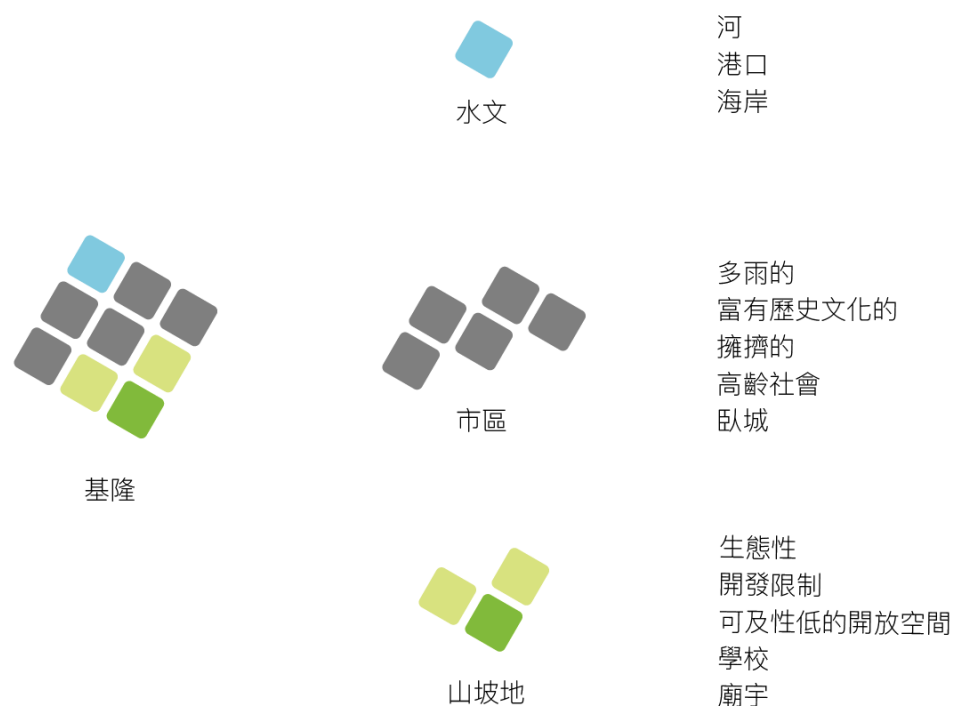 河
港口
海岸
水文
多雨的
富有歷史文化的
擁擠的
高齡社會
臥城
市區
基隆
生態性
開發限制
可及性低的開放空間
學校
廟宇
山坡地